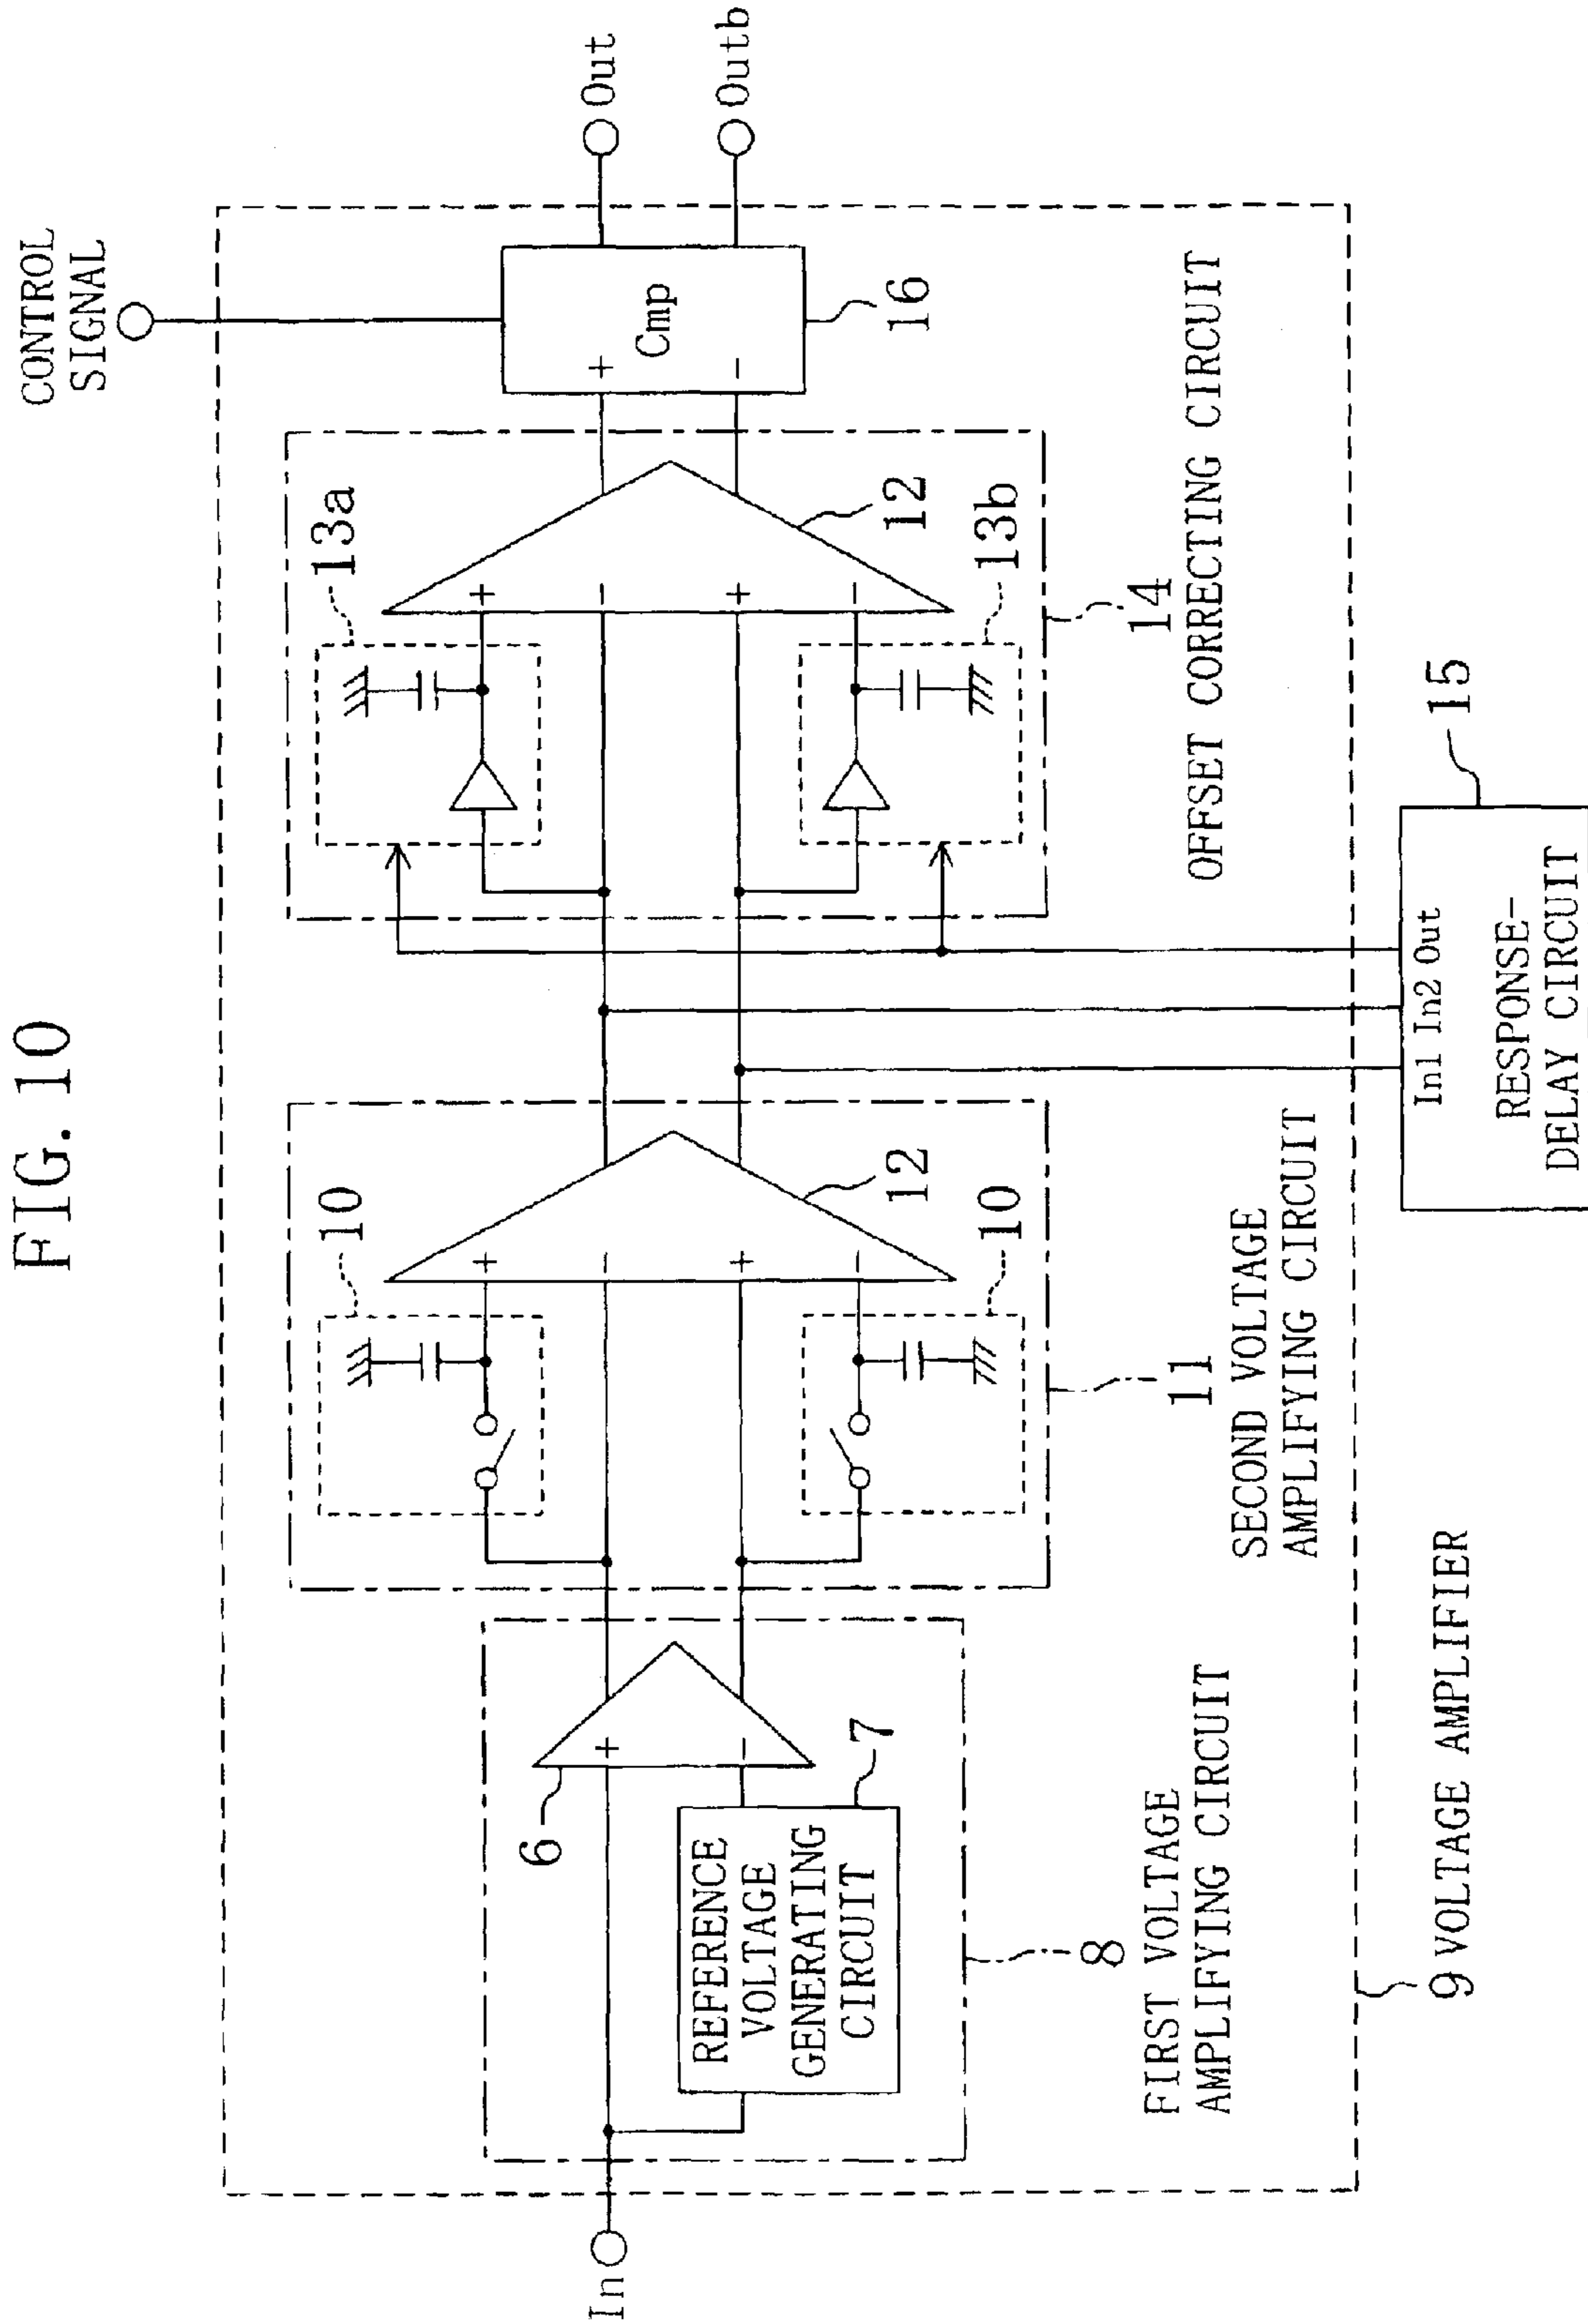 FIG. 10
CONTROL
SIGNAL
In
Out
Outb
6
+
−
REFERENCE
VOLTAGE
GENERATING
CIRCUIT
7
8
FIRST VOLTAGE
AMPLIFYING CIRCUIT
10
+
−
+
−
12
10
11
SECOND VOLTAGE
AMPLIFYING CIRCUIT
13a
+
−
+
−
12
13b
14
OFFSET CORRECTING CIRCUIT
+
−
Cmp
16
In1 In2 Out
RESPONSE-
DELAY CIRCUIT
15
9 VOLTAGE AMPLIFIER